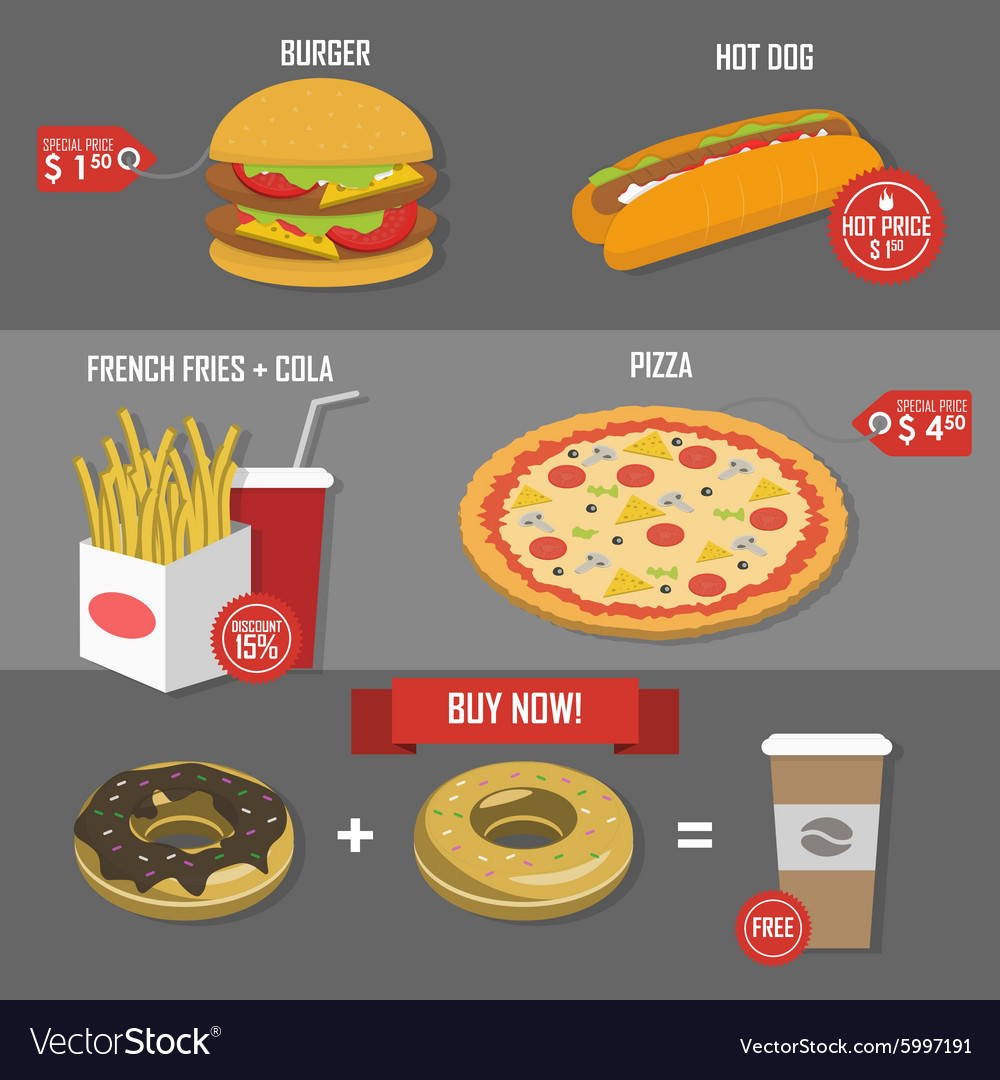 BURGER
HOT DOG
SPECIAL PRICE
$ 1 50
HOT PRICE
$ 1 50
FRENCH FRIES + COLA
PIZZA
SPECIAL PRICE
$ 4 50
DISCOUNT
15%
BUY NOW!
+
=
FREE
VectorStock®
VectorStock.com/5997191